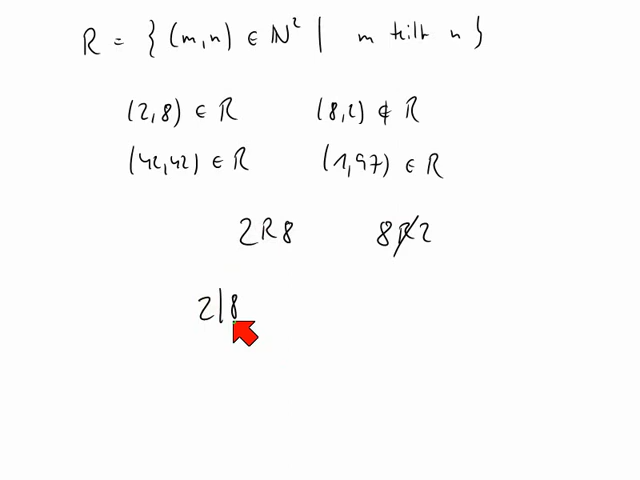 R = { (m,n) ∈ ℕ² | m teilt n }
(2,8) ∈ R (8,2) ∉ R
(42,42) ∈ R (1,97) ∈ R
2R8 8R̸2
2|8